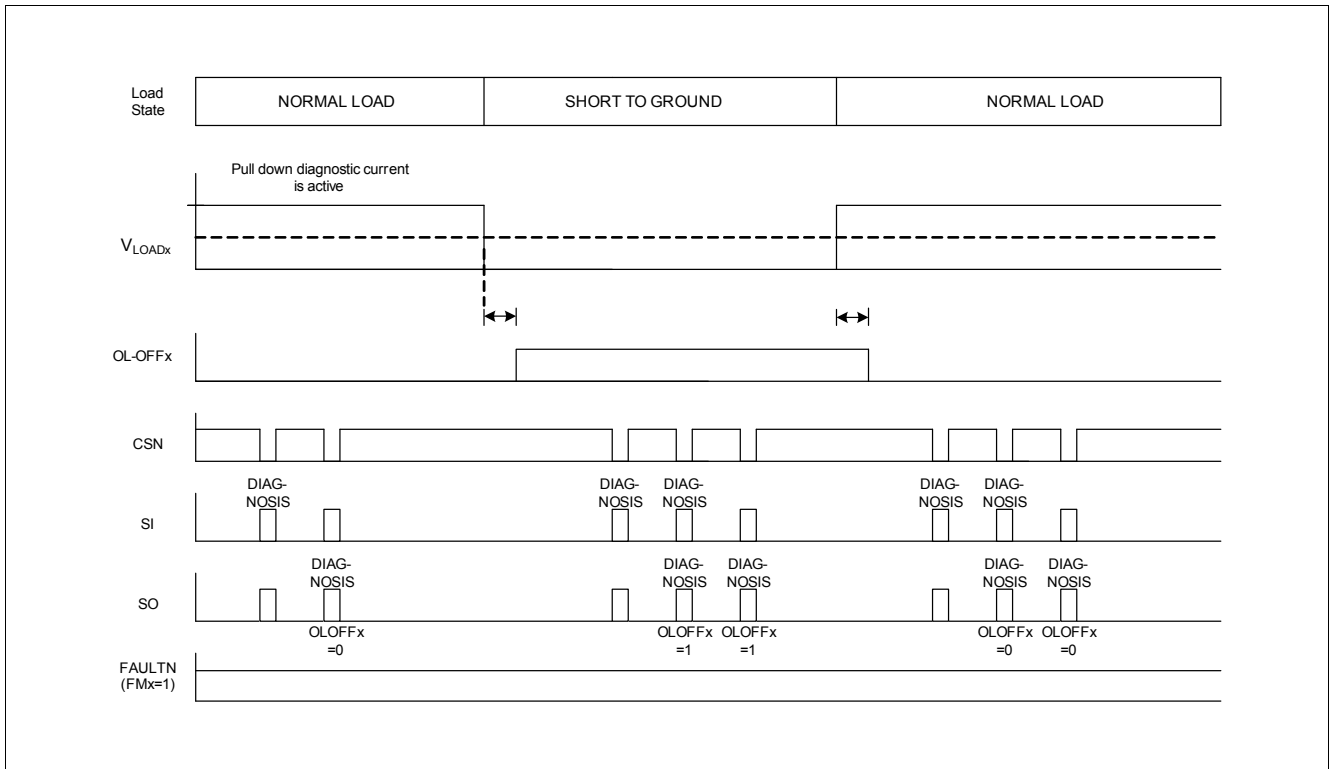 Load
State
NORMAL LOAD
SHORT TO GROUND
NORMAL LOAD
Pull down diagnostic current
is active
VLOADx
OL-OFFx
CSN
DIAG-
NOSIS
DIAG-
NOSIS
DIAG-
NOSIS
DIAG-
NOSIS
DIAG-
NOSIS
SI
DIAG-
NOSIS
DIAG-
NOSIS
DIAG-
NOSIS
DIAG-
NOSIS
DIAG-
NOSIS
SO
OLOFFx
=0
OLOFFx
=1
OLOFFx
=1
OLOFFx
=0
OLOFFx
=0
FAULTN
(FMx=1)